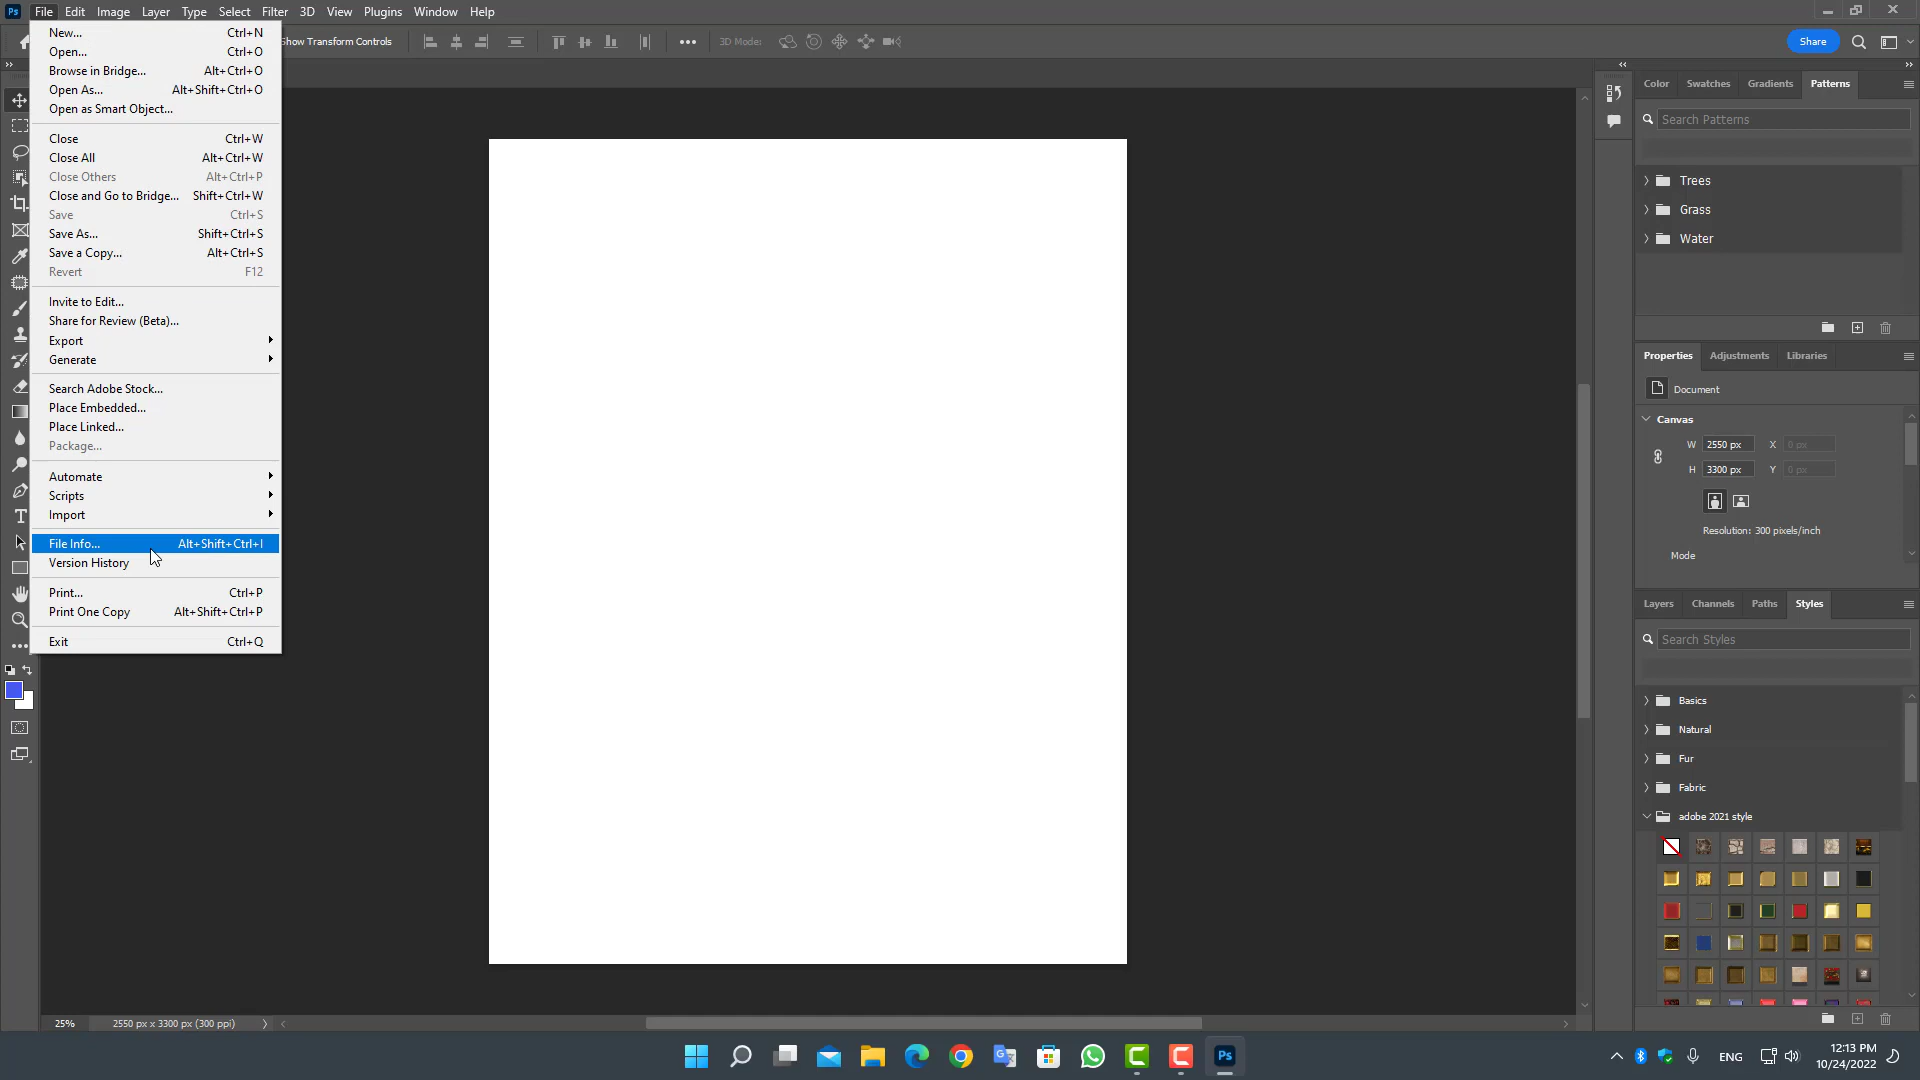 Ps File Edit Image Layer Type Select Filter 3D View Plugins Window Help
Show Transform Controls
3D Mode:
Share
New... Ctrl+N
Open... Ctrl+O
Browse in Bridge... Alt+Ctrl+O
Open As... Alt+Shift+Ctrl+O
Open as Smart Object...
Close Ctrl+W
Close All Alt+Ctrl+W
Close Others Alt+Ctrl+P
Close and Go to Bridge... Shift+Ctrl+W
Save Ctrl+S
Save As... Shift+Ctrl+S
Save a Copy... Alt+Ctrl+S
Revert F12
Invite to Edit...
Share for Review (Beta)...
Export
Generate
Search Adobe Stock...
Place Embedded...
Place Linked...
Package...
Automate
Scripts
Import
File Info... Alt+Shift+Ctrl+I
Version History
Print... Ctrl+P
Print One Copy Alt+Shift+Ctrl+P
Exit Ctrl+Q
Color Swatches Gradients Patterns
Search Patterns
Trees
Grass
Water
Properties Adjustments Libraries
Document
Canvas
W 2550 px X 0 px
H 3300 px Y 0 px
Resolution: 300 pixels/inch
Mode
Layers Channels Paths Styles
Search Styles
Basics
Natural
Fur
Fabric
adobe 2021 style
25% 2550 px x 3300 px (300 ppi)
Ps
ENG
12:13 PM
10/24/2022